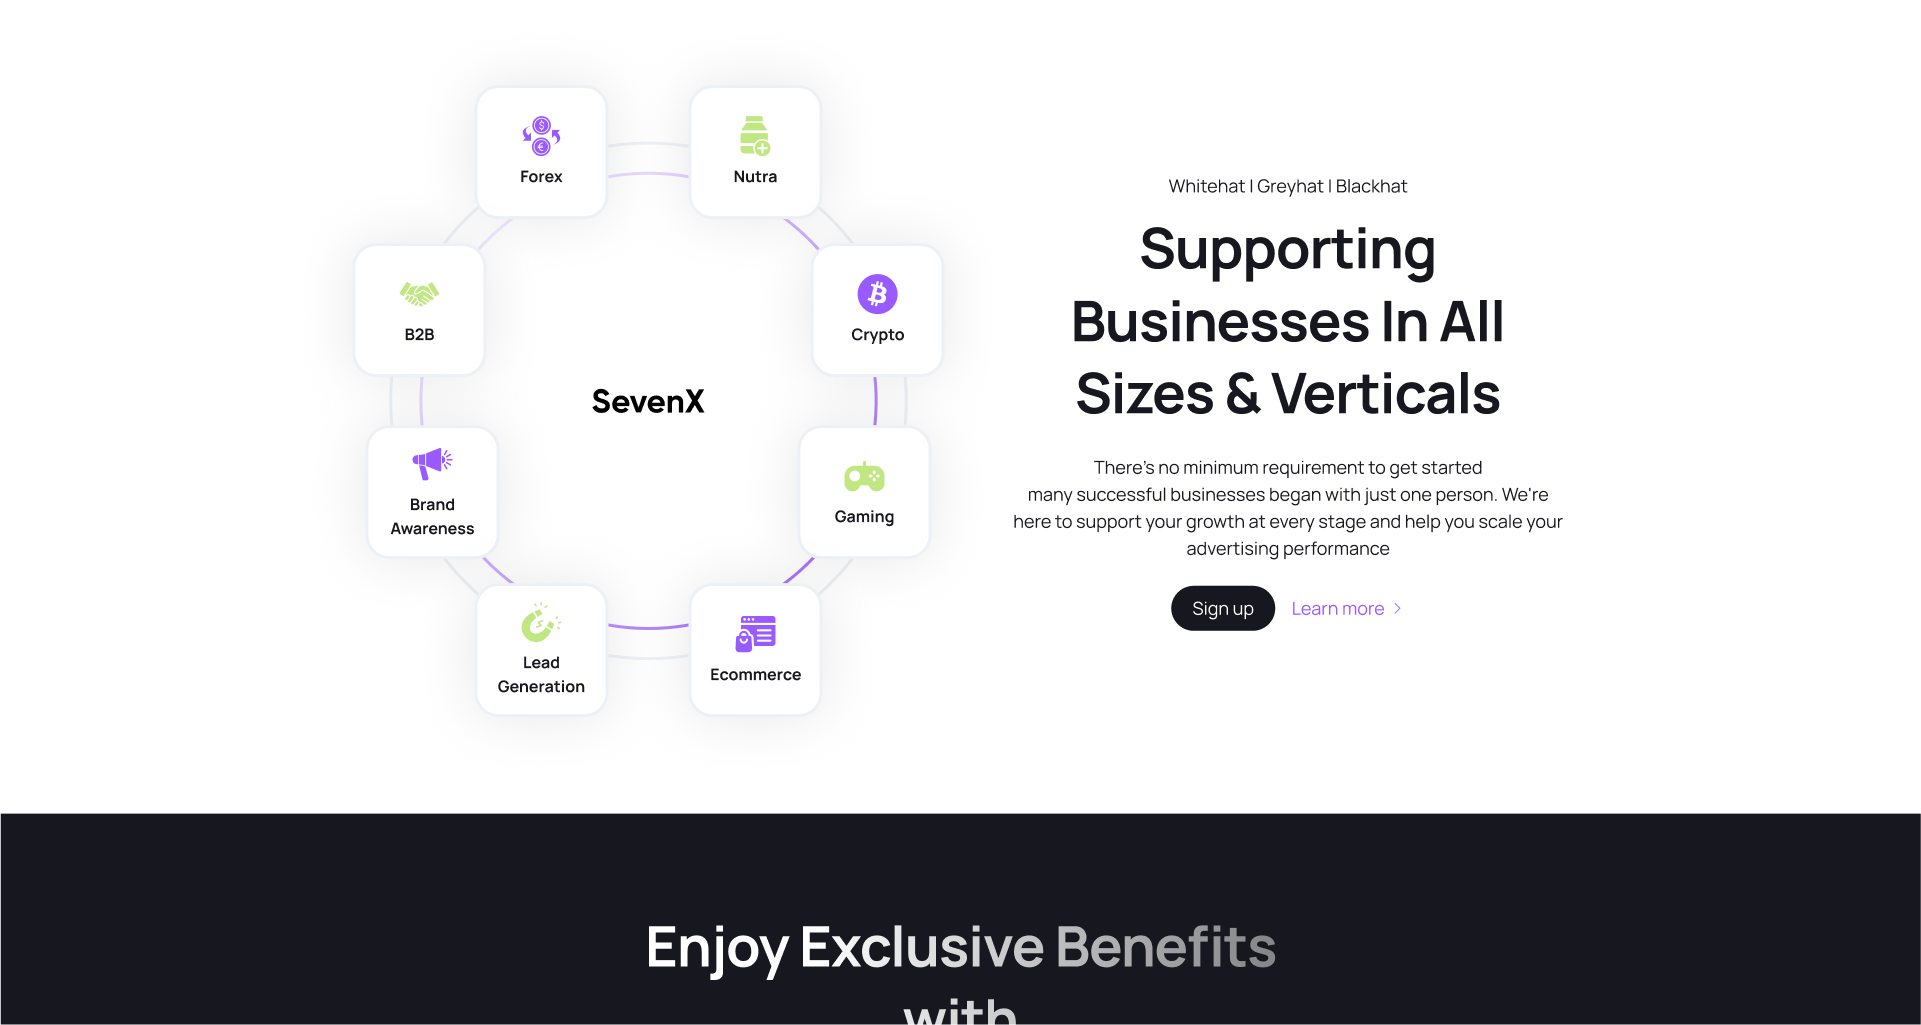 Forex
Nutra
B2B
Crypto
SevenX
Brand
Awareness
Gaming
Lead
Generation
Ecommerce
Whitehat | Greyhat | Blackhat
Supporting
Businesses In All
Sizes & Verticals
There's no minimum requirement to get started
many successful businesses began with just one person. We're
here to support your growth at every stage and help you scale your
advertising performance
Sign up
Learn more
Enjoy Exclusive Benefits
with